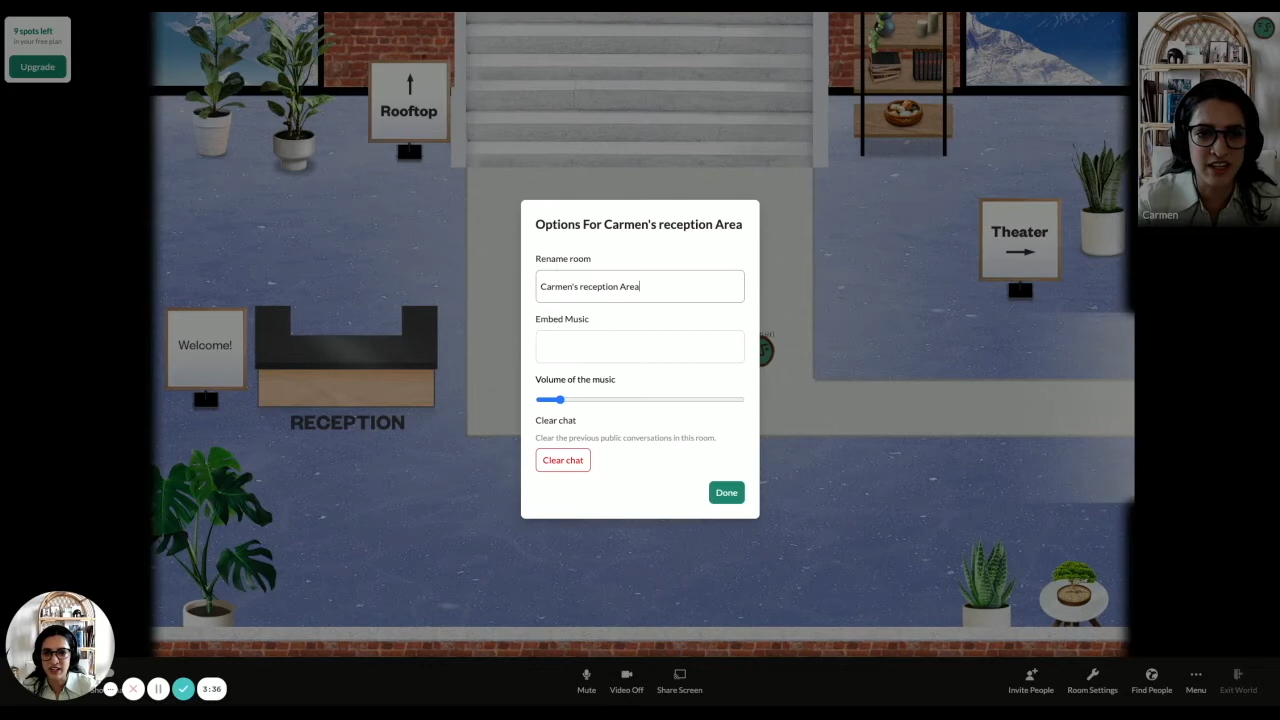 9 spots left
in your free plan
Upgrade
Rooftop
Carmen
Theater
Welcome!
RECEPTION
Options For Carmen's reception Area
Rename room
Carmen's reception Area
Embed Music
Volume of the music
Clear chat
Clear the previous public conversations in this room.
Clear chat
Done
3:36
Mute
Video Off
Share Screen
Invite People
Room Settings
Find People
Menu
Exit World